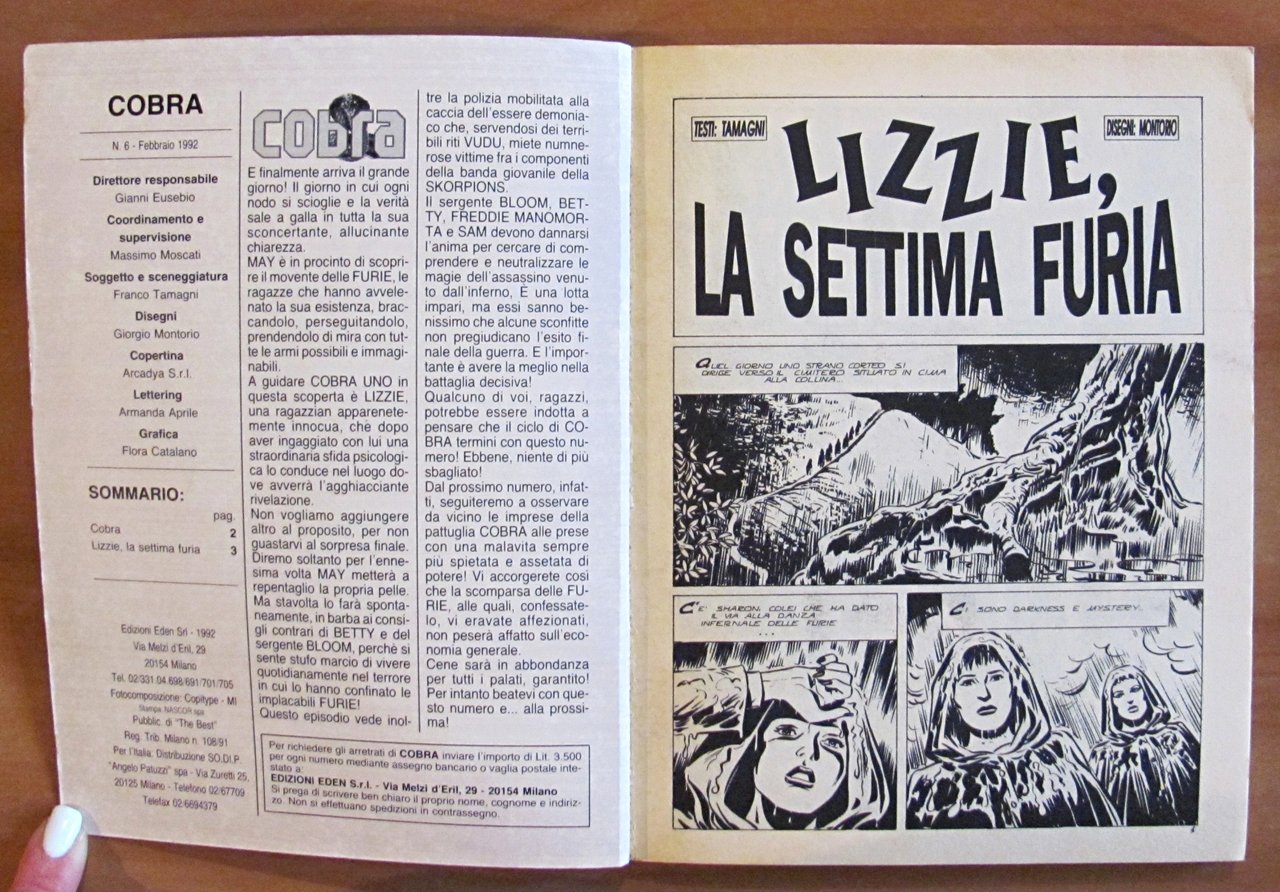 COBRA
N. 6 - Febbraio 1992
Direttore responsabile
Gianni Eusebio
Coordinamento e
supervisione
Massimo Moscati
Soggetto e sceneggiatura
Franco Tamagni
Disegni
Giorgio Montorio
Copertina
Arcadya S.r.l.
Lettering
Armanda Aprile
Grafica
Flora Catalano
SOMMARIO:
pag.
Cobra 2
Lizzie, la settima furia 3
Edizioni Eden Srl - 1992
Via Melzi d'Eril, 29
20154 Milano
Tel. 02/331.04.698/691/701/705
Fotocomposizione: Copitype - MI
Stampa: NASCOR spa
Pubblic. di "The Best"
Reg. Trib. Milano n. 108/91
Per l'Italia: Distribuzione SO.DI.P.
"Angelo Patuzzi" spa - Via Zuretti 25,
20125 Milano - Telefono 02/67709
Telefax 02/6694379
cobra
E finalmente arriva il grande
giorno! Il giorno in cui ogni
nodo si scioglie e la verità
sale a galla in tutta la sua
sconcertante, allucinante
chiarezza.
MAY è in procinto di scopri-
re il movente delle FURIE, le
ragazze che hanno avvele-
nato la sua esistenza, brac-
candolo, perseguitandolo,
prendendolo di mira con tut-
te le armi possibili e immagi-
nabili.
A guidare COBRA UNO in
questa scoperta è LIZZIE,
una ragazzian apparenete-
mente innocua, che dopo
aver ingaggiato con lui una
straordinaria sfida psicologi-
ca lo conduce nel luogo do-
ve avverrà l'agghiacciante
rivelazione.
Non vogliamo aggiungere
altro al proposito, per non
guastarvi al sorpresa finale.
Diremo soltanto per l'enne-
sima volta MAY metterà a
repentaglio la propria pelle.
Ma stavolta lo farà sponta-
neamente, in barba ai consi-
gli contrari di BETTY e del
sergente BLOOM, perchè si
sente stufo marcio di vivere
quotidianamente nel terrore
in cui lo hanno confinato le
implacabili FURIE!
Questo episodio vede inol-
tre la polizia mobilitata alla
caccia dell'essere demonia-
co che, servendosi dei terri-
bili riti VUDU, miete numne-
rose vittime fra i componenti
della banda giovanile della
SKORPIONS.
Il sergente BLOOM, BET-
TY, FREDDIE MANOMOR-
TA e SAM devono dannarsi
l'anima per cercare di com-
prendere e neutralizzare le
magie dell'assassino venu-
to dall'inferno, È una lotta
impari, ma essi sanno be-
nissimo che alcune sconfitte
non pregiudicano l'esito fi-
nale della guerra. E l'impor-
tante è avere la meglio nella
battaglia decisiva!
Qualcuno di voi, ragazzi,
potrebbe essere indotta a
pensare che il ciclo di CO-
BRA termini con questo nu-
mero! Ebbene, niente di più
sbagliato!
Dal prossimo numero, infat-
ti, seguiteremo a osservare
da vicino le imprese della
pattuglia COBRA alle prese
con una malavita sempre
più spietata e assetata di
potere! Vi accorgerete così
che la scomparsa delle FU-
RIE, alle quali, confessate-
lo, vi eravate affezionati,
non peserà affatto sull'eco-
nomia generale.
Cene sarà in abbondanza
per tutti i palati, garantito!
Per intanto beatevi con que-
sto numero e... alla prossi-
ma!
Per richiedere gli arretrati di COBRA inviare l'importo di Lit. 3.500
per ogni numero mediante assegno bancario o vaglia postale inte-
stato a:
EDIZIONI EDEN S.r.l. - Via Melzi d'Eril, 29 - 20154 Milano
Si prega di scrivere ben chiaro il proprio nome, cognome e indiriz-
zo. Non si effettuano spedizioni in contrassegno.
TESTI: TAMAGNI
DISEGNI: MONTORIO
LIZZIE,
LA SETTIMA FURIA
QUEL GIORNO UNO STRANO CORTEO SI
DIRIGE VERSO IL CIMITERO SITUATO IN CIMA
ALLA COLLINA...
C'E' SHARON, COLEI CHE HA DATO
IL VIA ALLA DANZA
INFERNALE DELLE FURIE
...
CI SONO DARKNESS E MYSTERY...